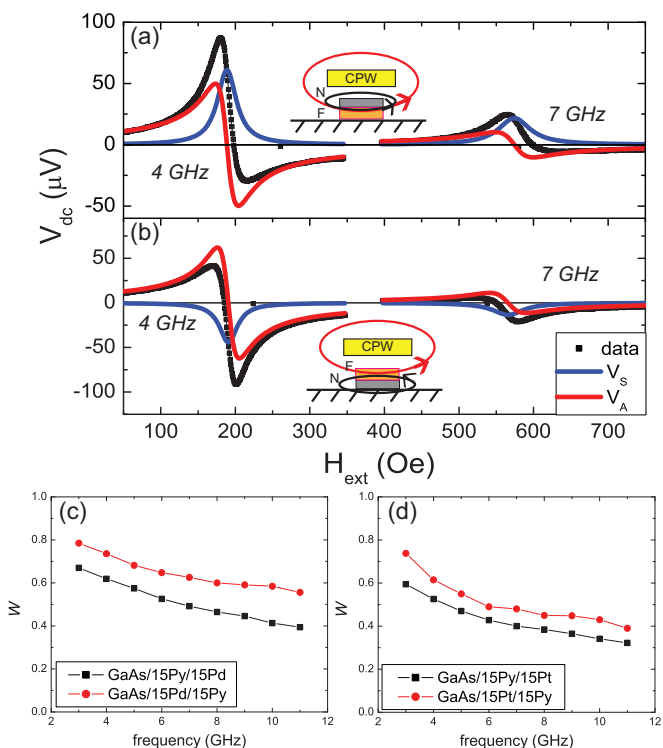 (a)
CPW
N
F
4 GHz
7 GHz
100
50
0
-50
V_dc (μV)
(b)
4 GHz
7 GHz
CPW
F
N
50
0
-50
-100
data
V_S
V_A
100 200 300 400 500 600 700
H_ext (Oe)
(c)
1.0
0.8
0.6
0.4
0.2
0.0
W
GaAs/15Py/15Pd
GaAs/15Pd/15Py
2 4 6 8 10 12
frequency (GHz)
(d)
1.0
0.8
0.6
0.4
0.2
0.0
W
GaAs/15Py/15Pt
GaAs/15Pt/15Py
2 4 6 8 10 12
frequency (GHz)